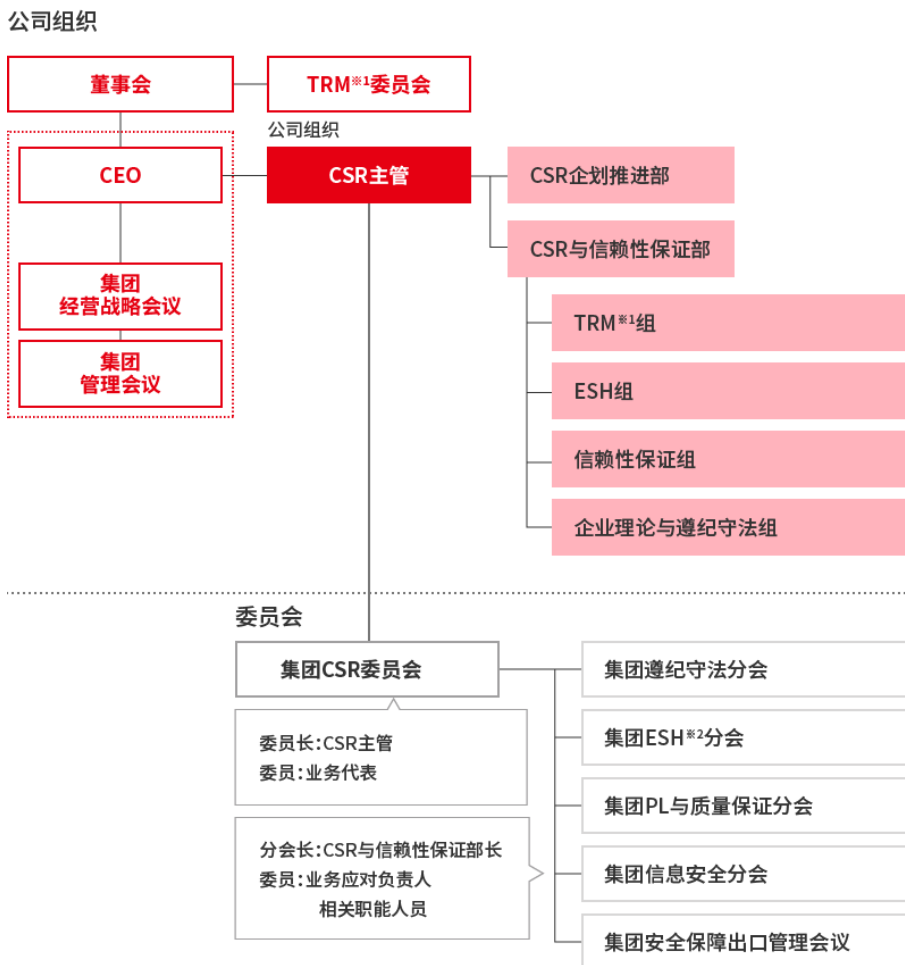 公司组织
董事会
TRM※1委员会
公司组织
CEO
CSR主管
CSR企划推进部
CSR与信赖性保证部
集团
经营战略会议
集团
管理会议
TRM※1组
ESH组
信赖性保证组
企业理论与遵纪守法组
委员会
集团CSR委员会
委员长:CSR主管
委员:业务代表
分会长:CSR与信赖性保证部长
委员:业务应对负责人
相关职能人员
集团遵纪守法分会
集团ESH※2分会
集团PL与质量保证分会
集团信息安全分会
集团安全保障出口管理会议